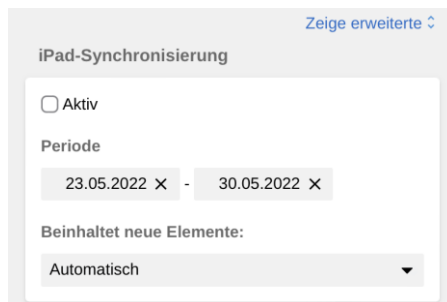 Zeige erweiterte
iPad-Synchronisierung
Aktiv
Periode
23.05.2022 × - 30.05.2022 ×
Beinhaltet neue Elemente:
Automatisch